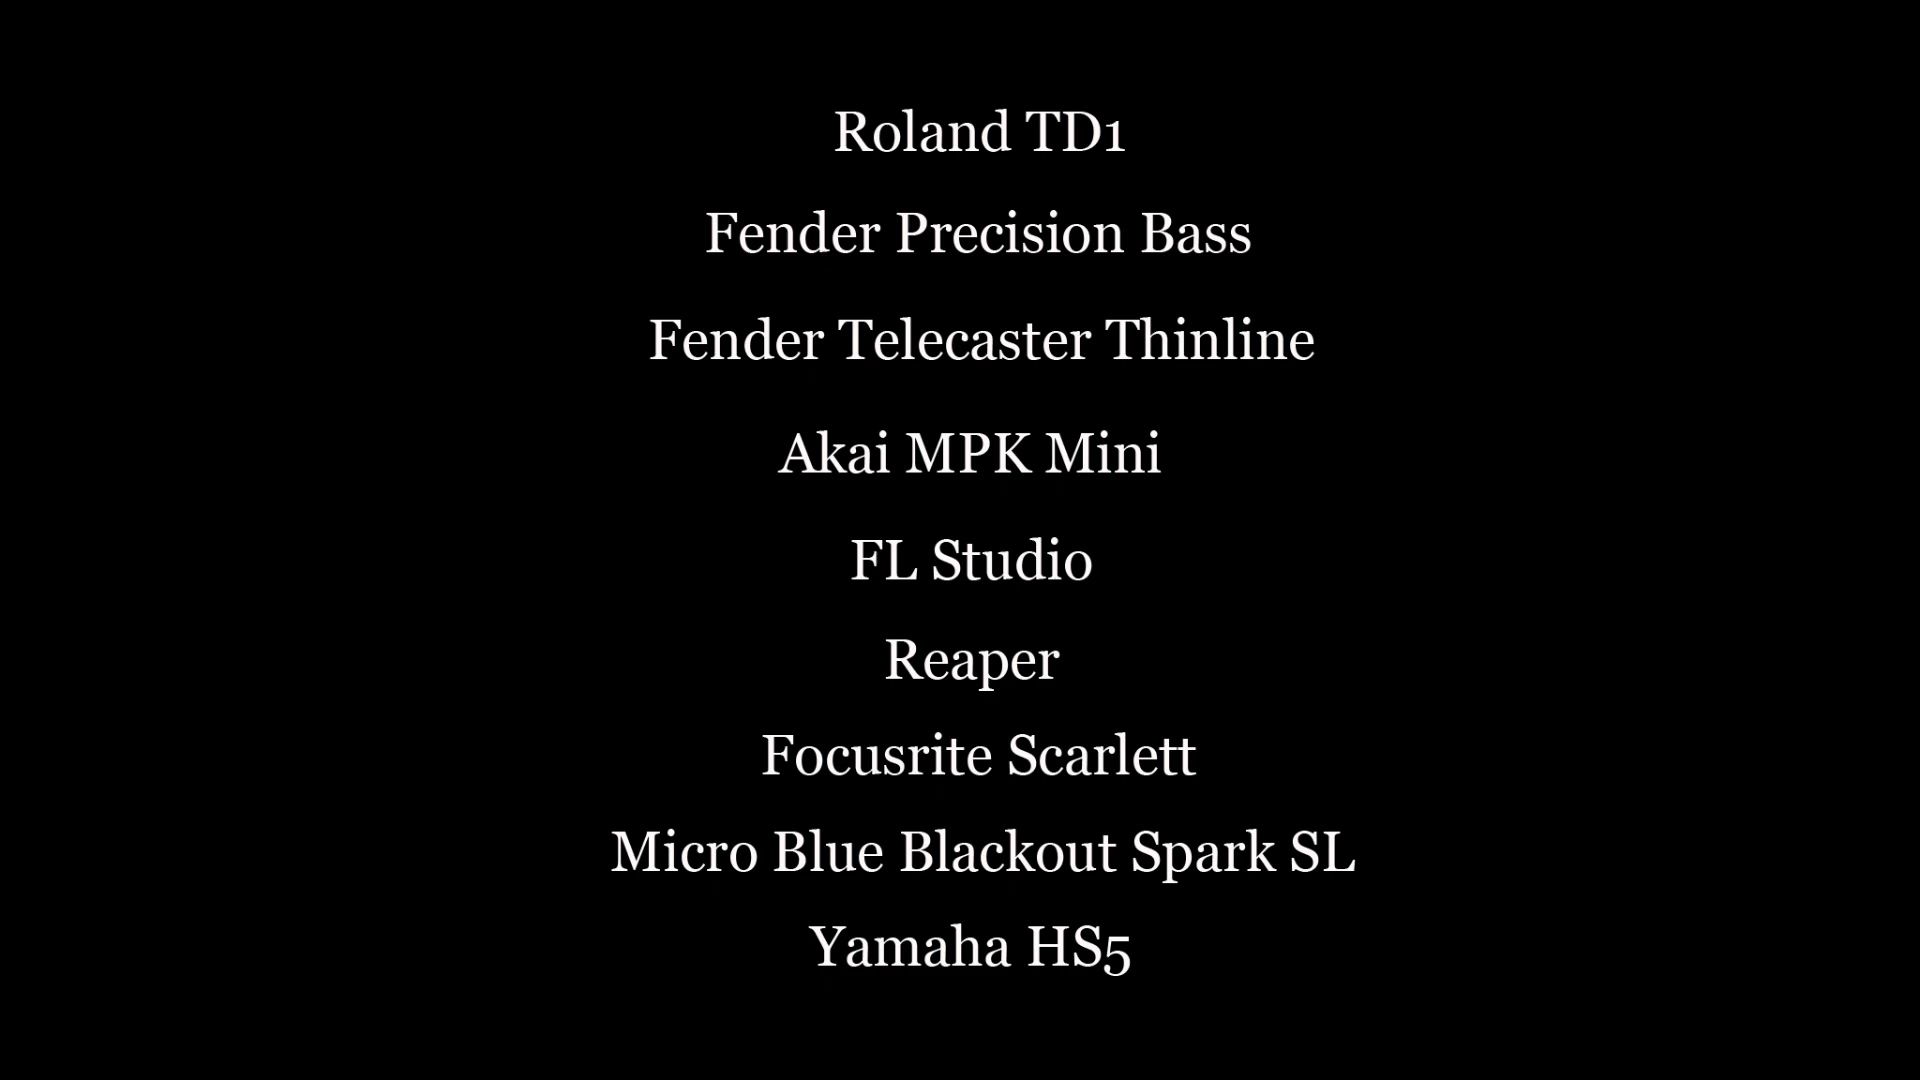 Roland TD1
Fender Precision Bass
Fender Telecaster Thinline
Akai MPK Mini
FL Studio
Reaper
Focusrite Scarlett
Micro Blue Blackout Spark SL
Yamaha HS5